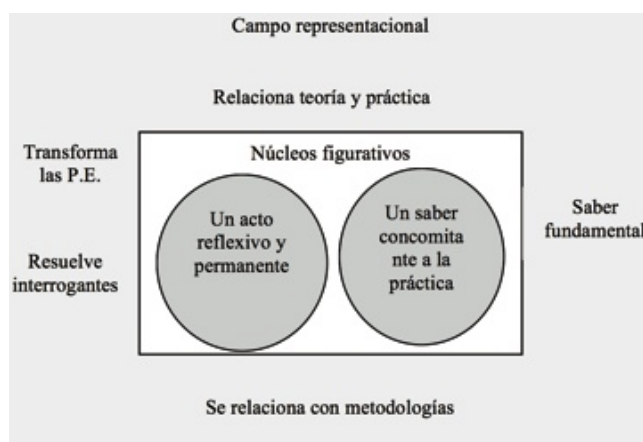 Campo representacional
Relaciona teoría y práctica
Transforma
las P.E.
Núcleos figurativos
Un acto
reflexivo y
permanente
Un saber
concomita
nte a la
práctica
Saber
fundamental
Resuelve
interrogantes
Se relaciona con metodologías